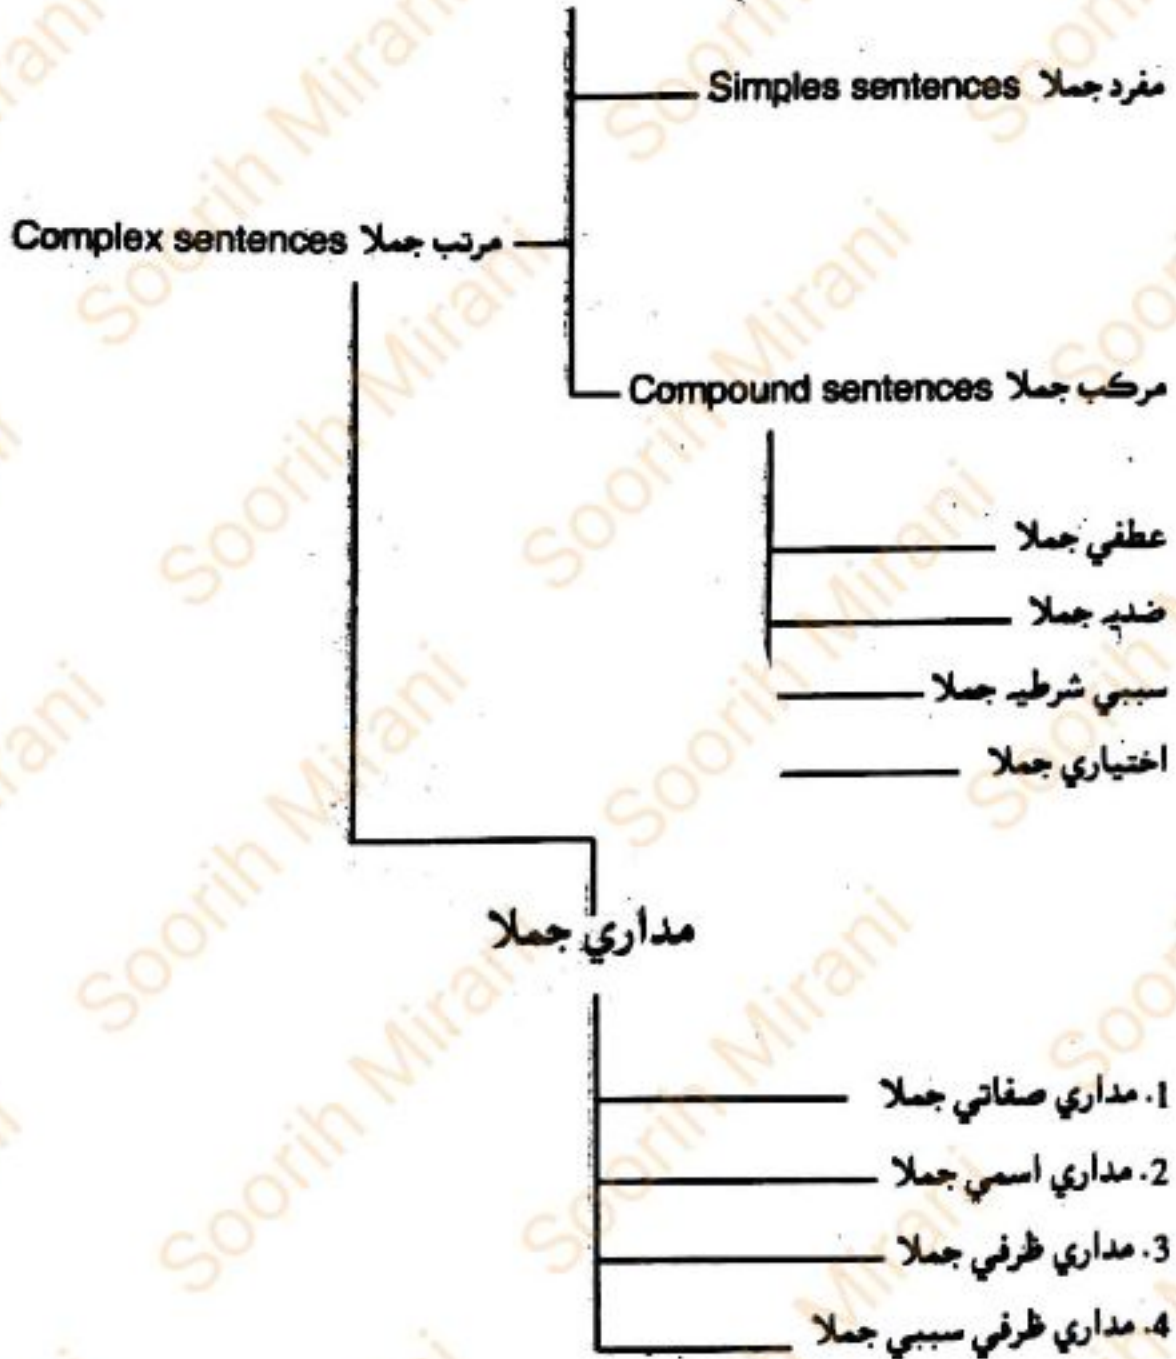 مفرد جملا Simples sentences
مرتب جملا Complex sentences
مرڪب جملا Compound sentences
عطفي جملا
ضديہ جملا
سببي شرطيہ جملا
اختياري جملا
مداري جملا
1. مداري صفاتي جملا
2. مداري اسمي جملا
3. مداري ظرفي جملا
4. مداري ظرفي سببي جملا
Soorih Mirani